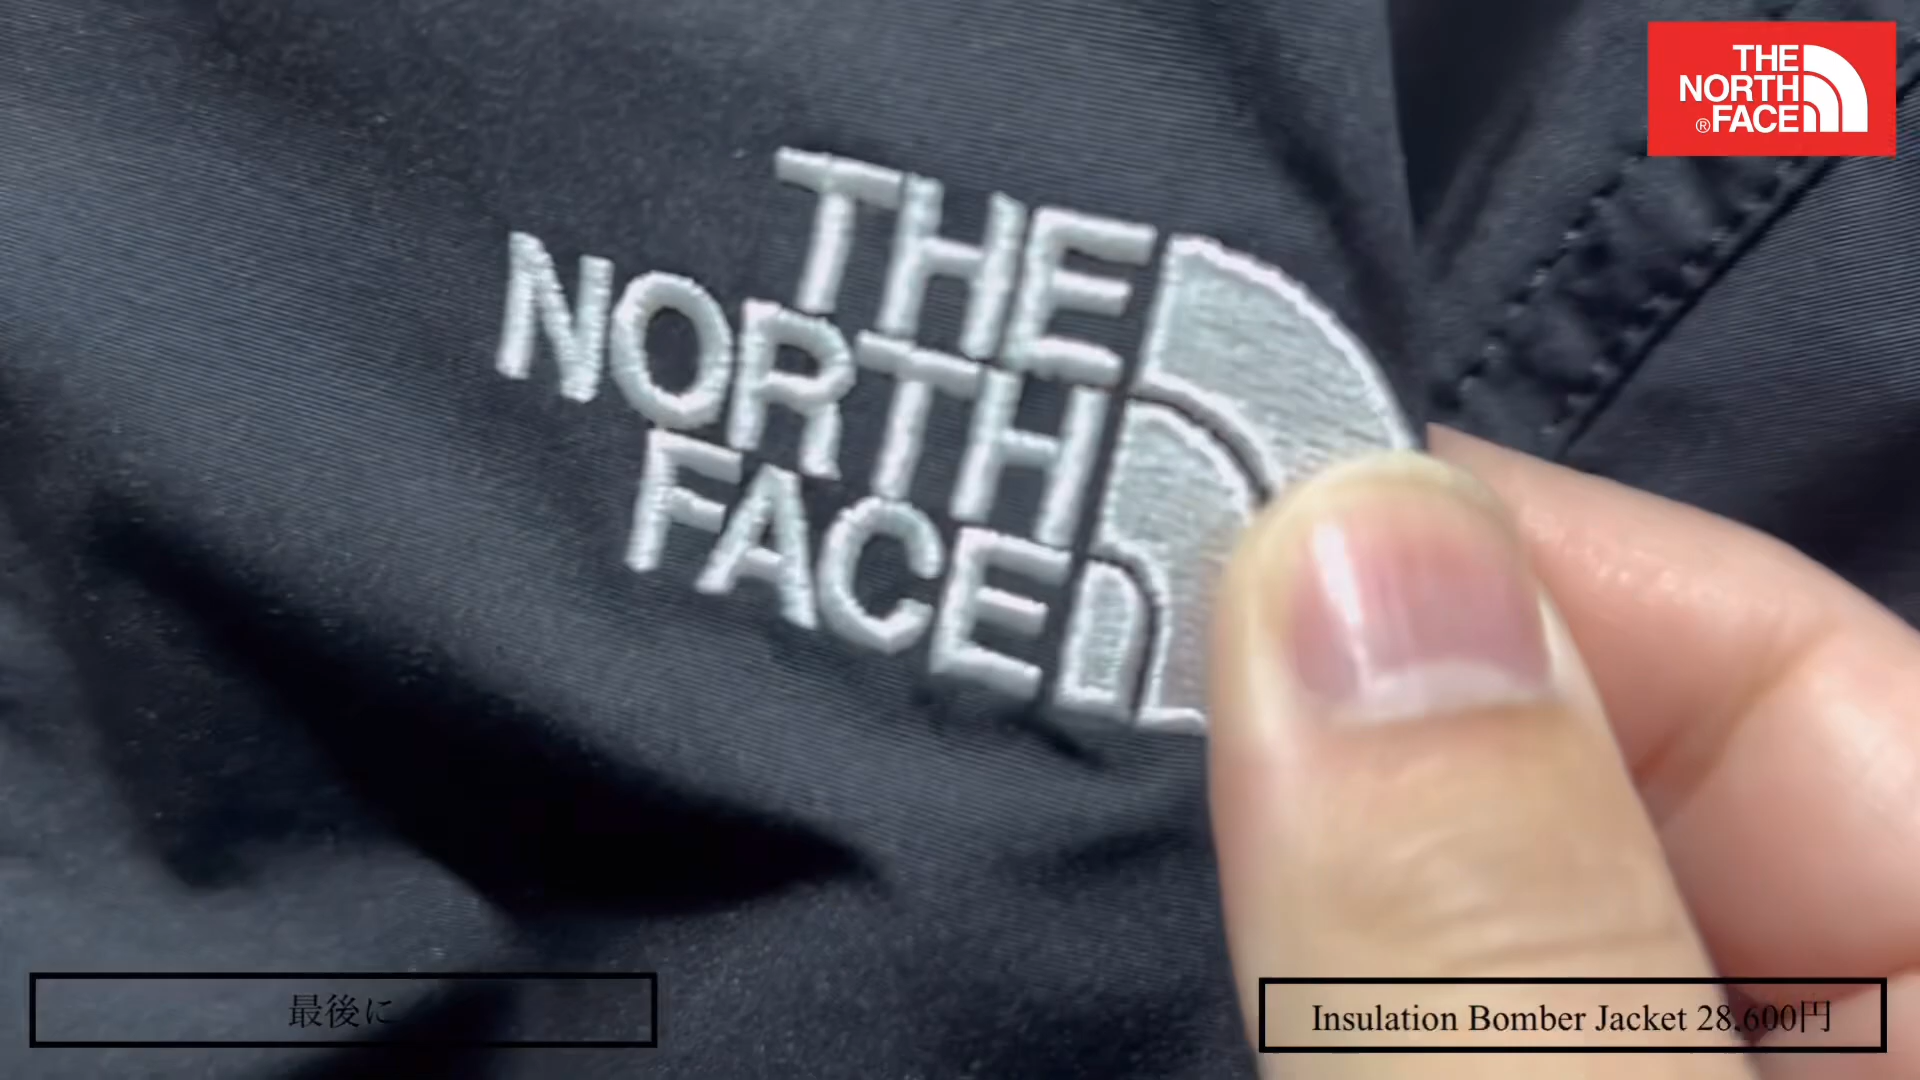 THE
NORTH
FACE
THE
NORTH
®FACE
最後に
Insulation Bomber Jacket 28,600円